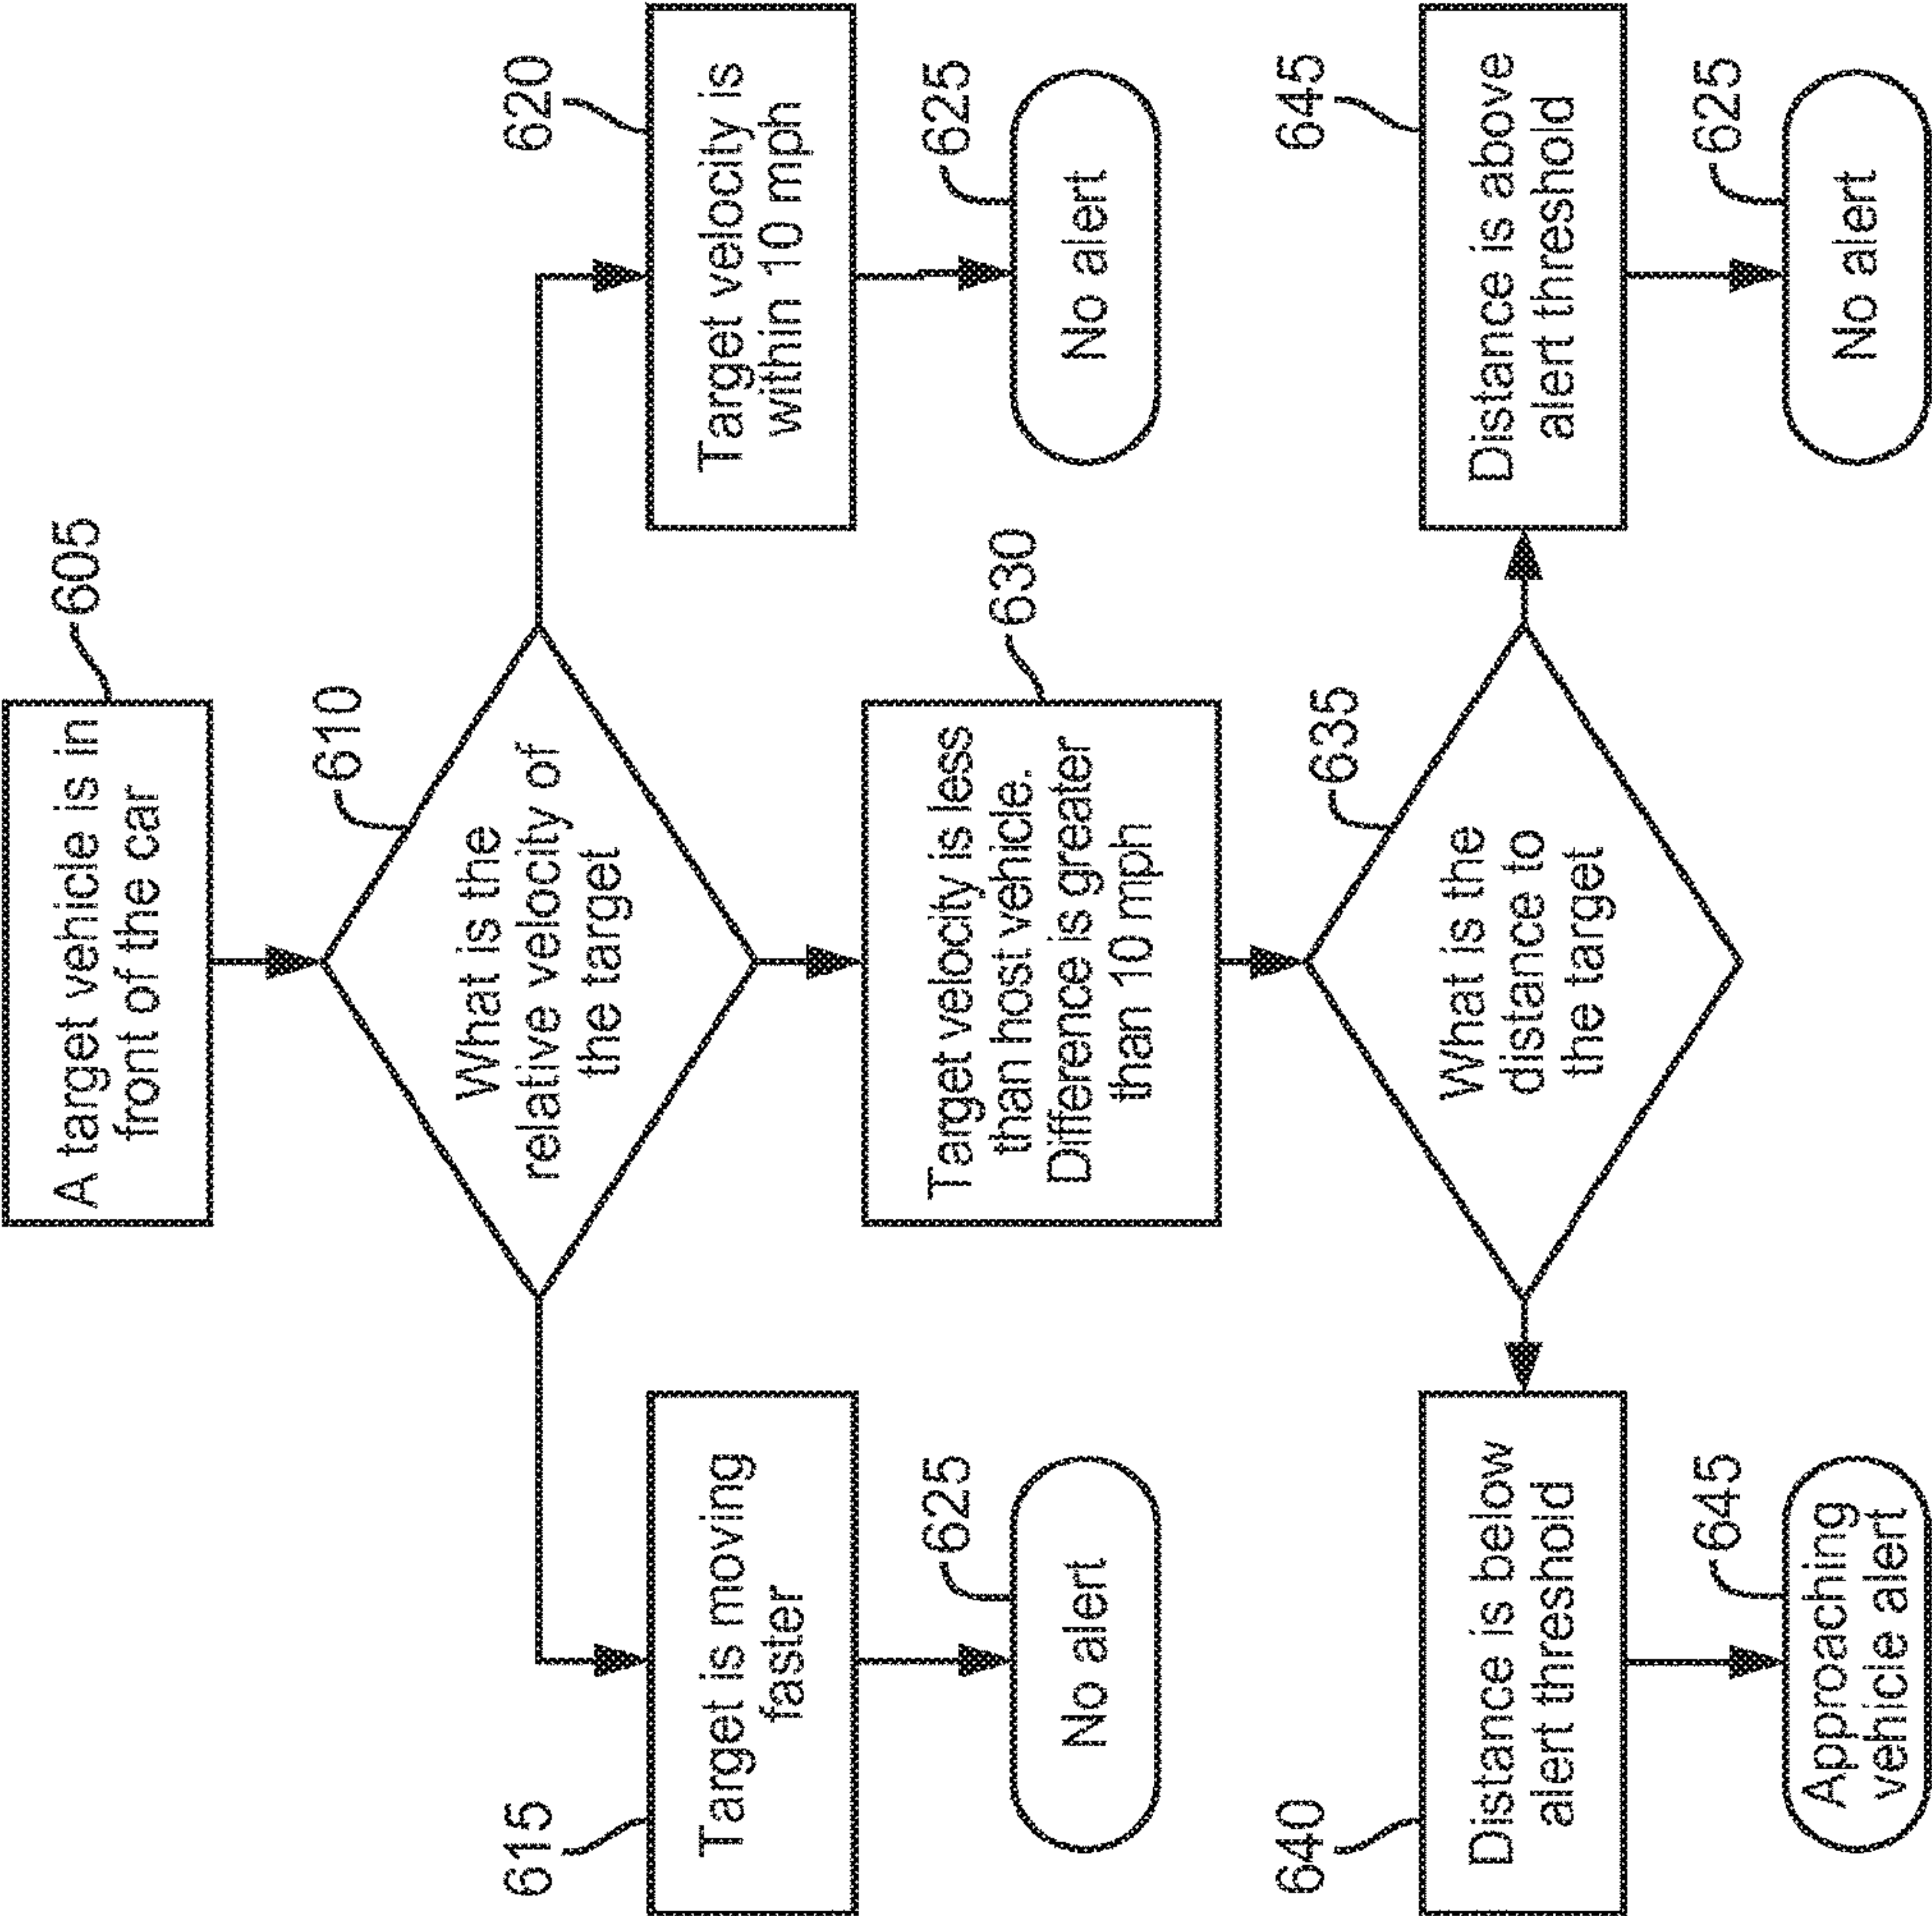 A target vehicle is in
front of the car
605
610
What is the
relative velocity of
the target
615
Target is moving
faster
625
No alert
620
Target velocity is
within 10 mph
625
No alert
630
Target velocity is less
than host vehicle.
Difference is greater
than 10 mph
635
What is the
distance to
the target
640
Distance is below
alert threshold
645
Approaching
vehicle alert
645
Distance is above
alert threshold
625
No alert